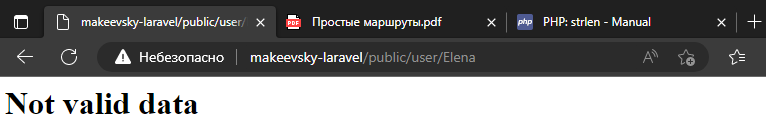 makeevsky-laravel/public/user/
Простые маршруты.pdf
PHP: strlen - Manual
Небезопасно
makeevsky-laravel/public/user/Elena
Not valid data